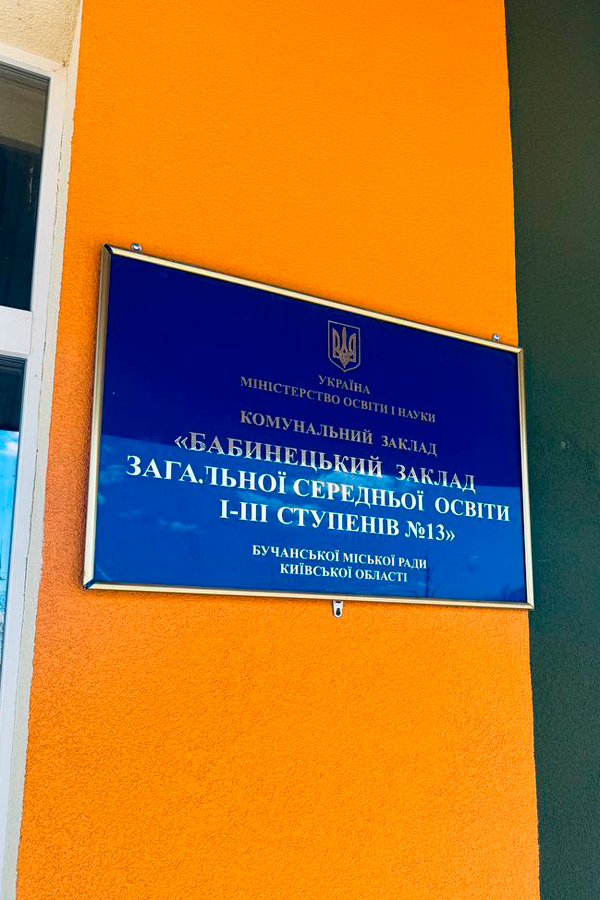 УКРАЇНА
МІНІСТЕРСТВО ОСВІТИ І НАУКИ
КОМУНАЛЬНИЙ ЗАКЛАД
«БАБИНЕЦЬКИЙ ЗАКЛАД
ЗАГАЛЬНОЇ СЕРЕДНЬОЇ ОСВІТИ
І-ІІІ СТУПЕНІВ №13»
БУЧАНСЬКОЇ МІСЬКОЇ РАДИ
КИЇВСЬКОЇ ОБЛАСТІ